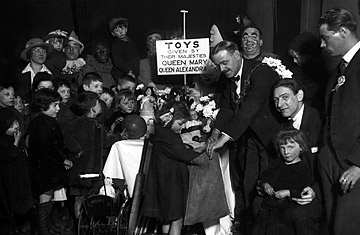 TOYS
GIVEN BY
THEIR MAJESTIES
QUEEN MARY
QUEEN ALEXANDRA